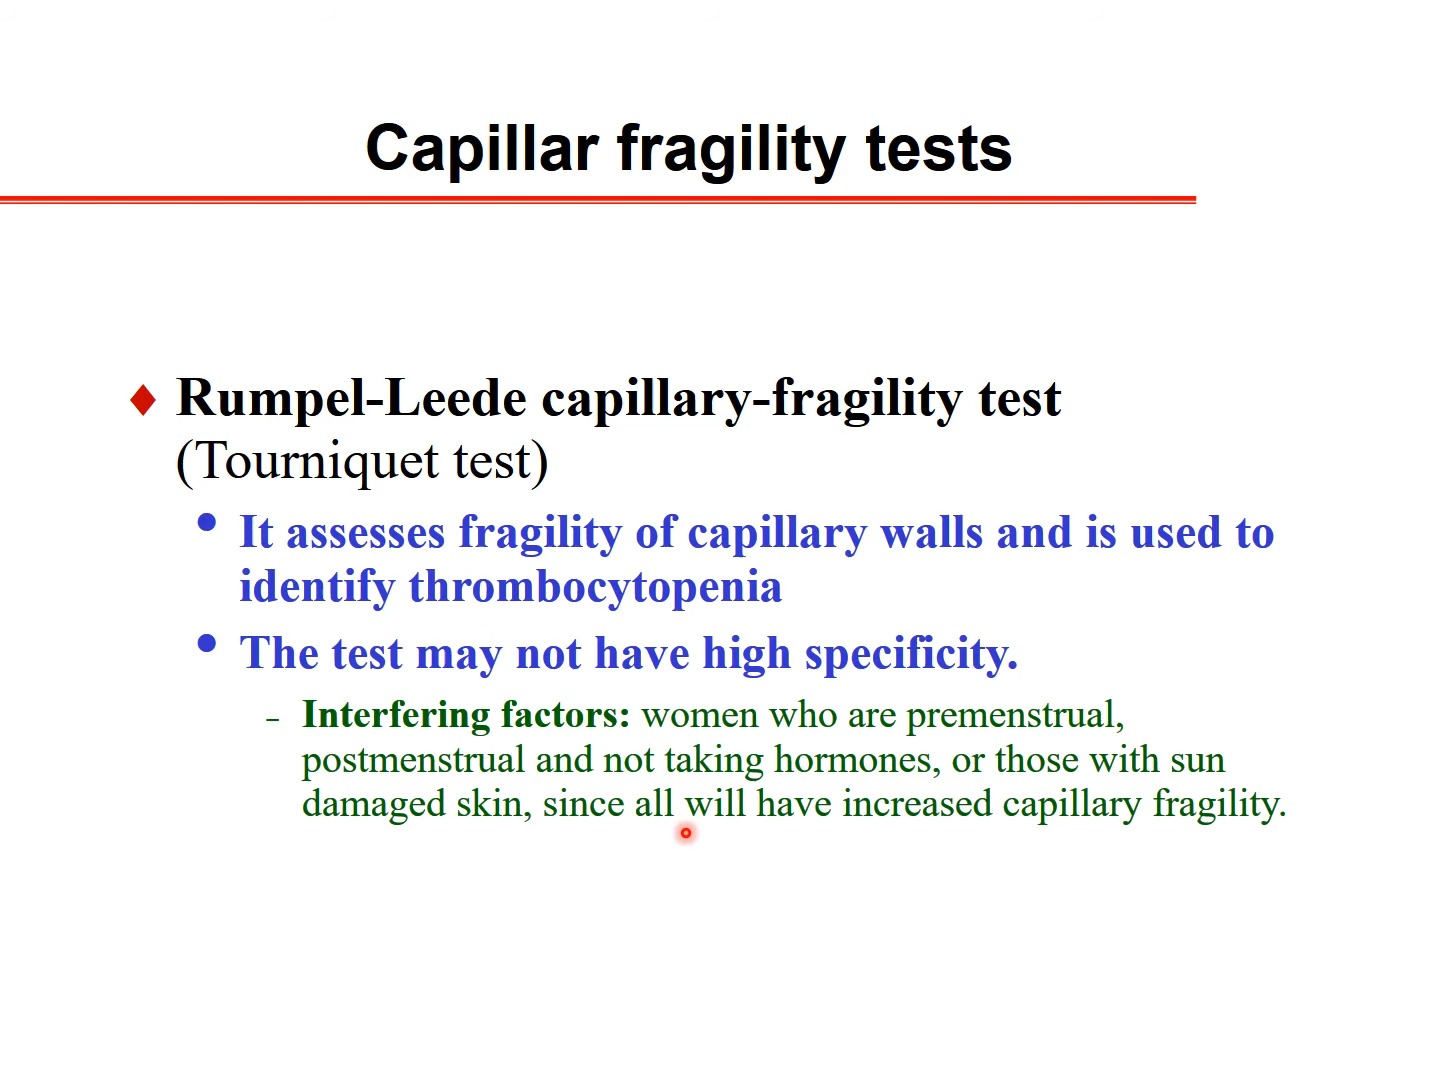 Capillar fragility tests
Rumpel-Leede capillary-fragility test
(Tourniquet test)
It assesses fragility of capillary walls and is used to
identify thrombocytopenia
The test may not have high specificity.
– Interfering factors: women who are premenstrual,
postmenstrual and not taking hormones, or those with sun
damaged skin, since all will have increased capillary fragility.